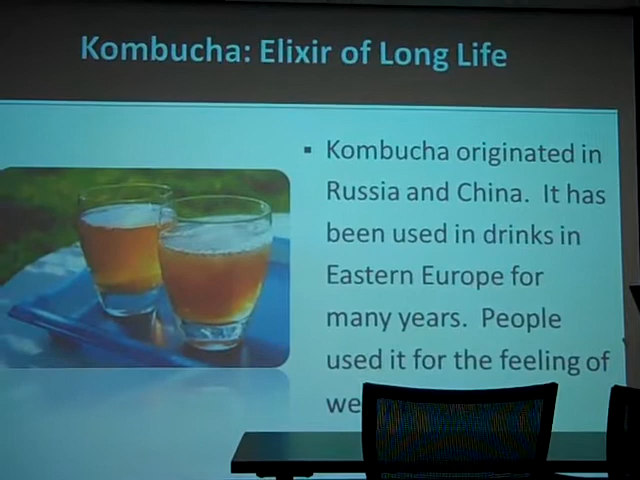 Kombucha: Elixir of Long Life
Kombucha originated in
Russia and China. It has
been used in drinks in
Eastern Europe for
many years. People
used it for the feeling of